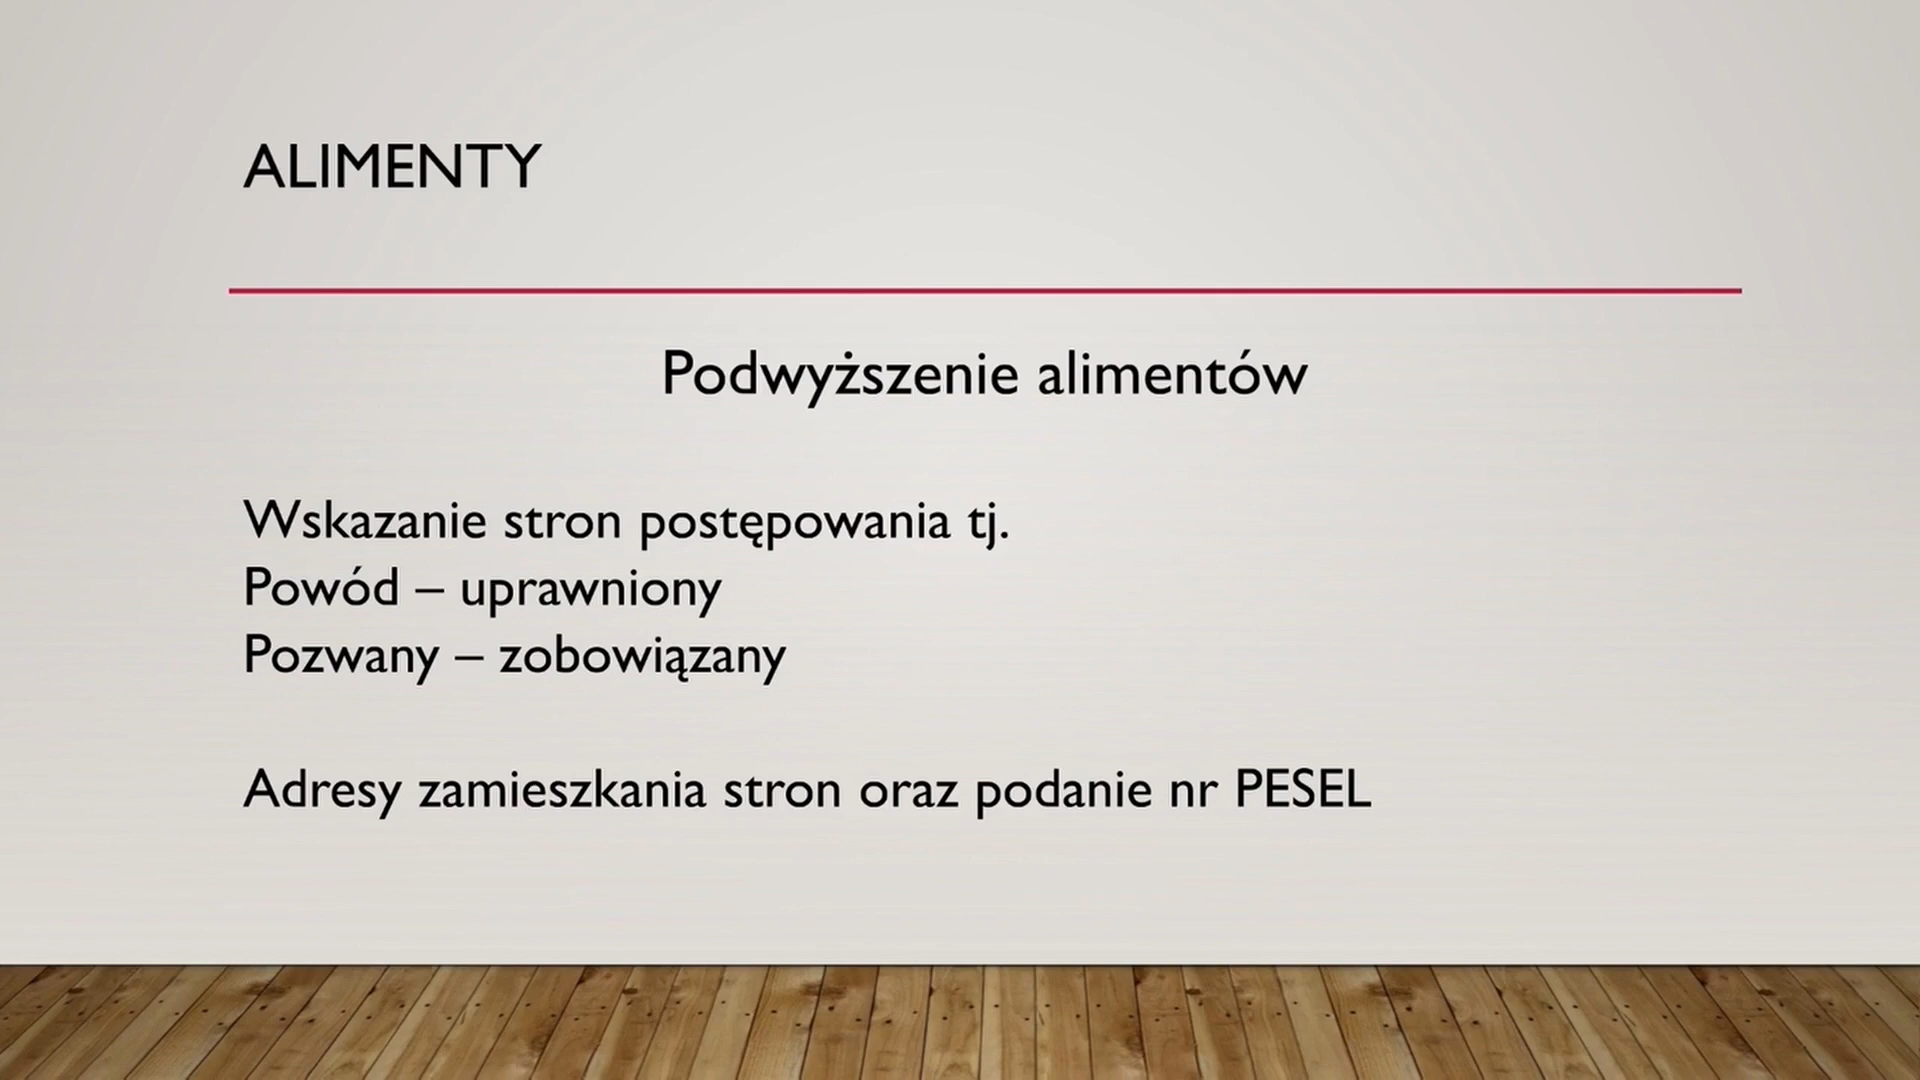 ALIMENTY
Podwyższenie alimentów
Wskazanie stron postępowania tj.
Powód – uprawniony
Pozwany – zobowiązany
Adresy zamieszkania stron oraz podanie nr PESEL